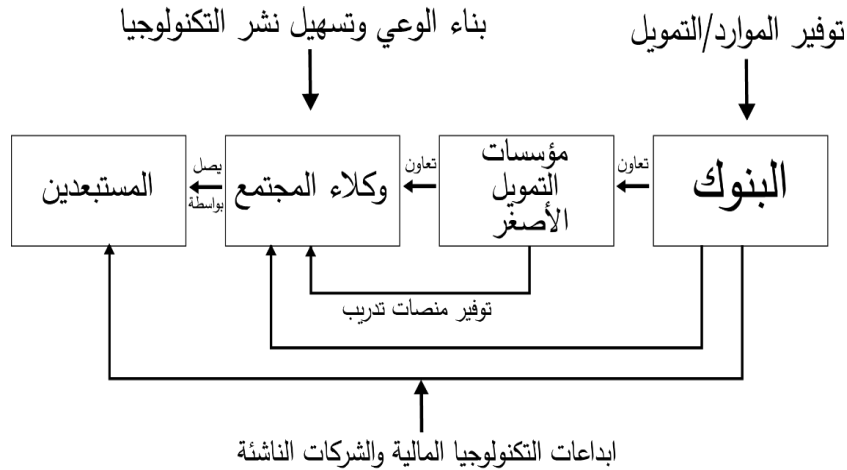 توفير الموارد/التمويل
بناء الوعي وتسهيل نشر التكنولوجيا
البنوك
تعاون
مؤسسات
التمويل
الأصغر
تعاون
وكلاء المجتمع
يصل
بواسطة
المستبعدين
توفير منصات تدريب
ابداعات التكنولوجيا المالية والشركات الناشئة